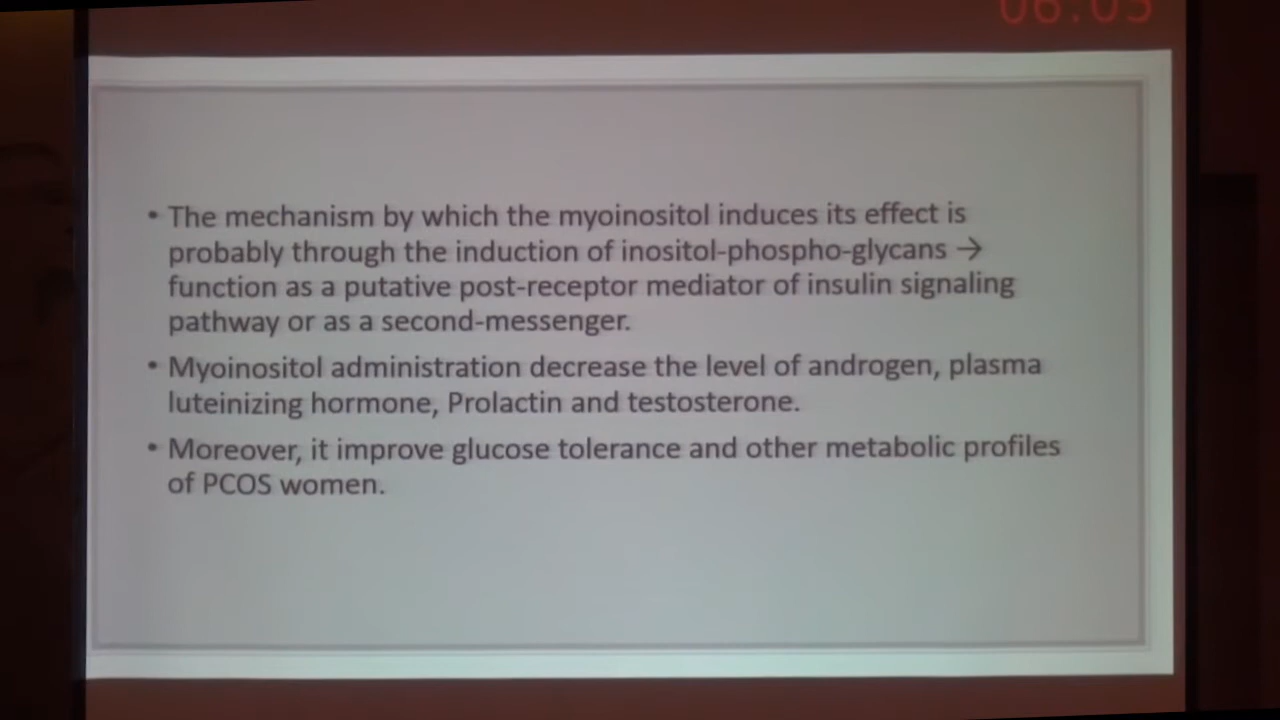 06:05
• The mechanism by which the myoinositol induces its effect is
probably through the induction of inositol-phospho-glycans →
function as a putative post-receptor mediator of insulin signaling
pathway or as a second-messenger.
• Myoinositol administration decrease the level of androgen, plasma
luteinizing hormone, Prolactin and testosterone.
• Moreover, it improve glucose tolerance and other metabolic profiles
of PCOS women.